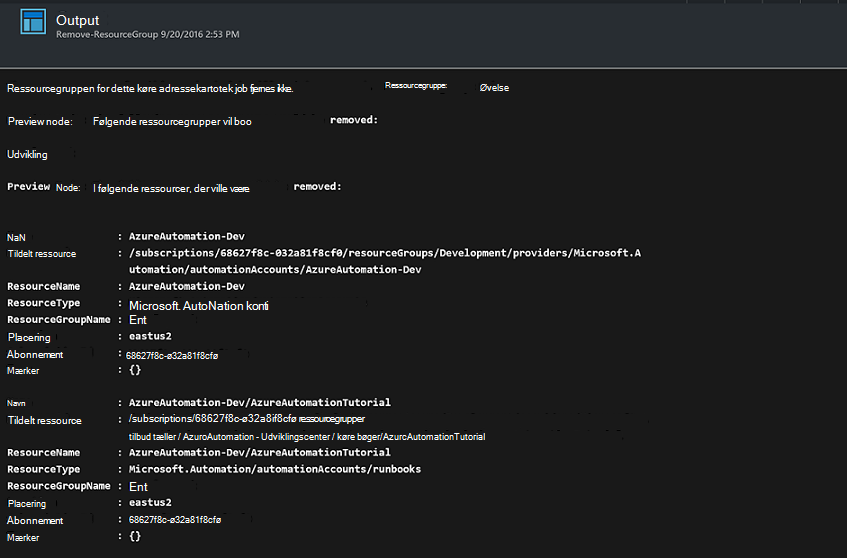 Output
Remove-ResourceGroup 9/20/2016 2:53 PM
Ressourcegruppen for dette køre adressekartotek job fjernes ikke. Ressourcegruppe: Øvelse
Preview node: Følgende ressourcegrupper vil boo removed:
Udvikling
Preview Node: I følgende ressourcer, der ville være removed:
NaN : AzureAutomation-Dev
Tildelt ressource : /subscriptions/68627f8c-032a81f8cf0/resourceGroups/Development/providers/Microsoft.A
utomation/automationAccounts/AzureAutomation-Dev
ResourceName : AzureAutomation-Dev
ResourceType : Microsoft. AutoNation konti
ResourceGroupName : Ent
Placering : eastus2
Abonnement : 68627f8c-ø32a81f8cfø
Mærker : {}
Navn : AzureAutomation-Dev/AzureAutomationTutorial
Tildelt ressource : /subscriptions/68627f8c-ø32a8if8cfø ressourcegrupper
tilbud tæller / AzuroAutomation - Udviklingscenter / køre bøger/AzurcAutomationTutorial
ResourceName : AzureAutomation-Dev/AzureAutomationTutorial
ResourceType : Microsoft.Automation/automationAccounts/runbooks
ResourceGroupName : Ent
Placering : eastus2
Abonnement : 68627f8c-ø32a81f8cfø
Mærker : {}